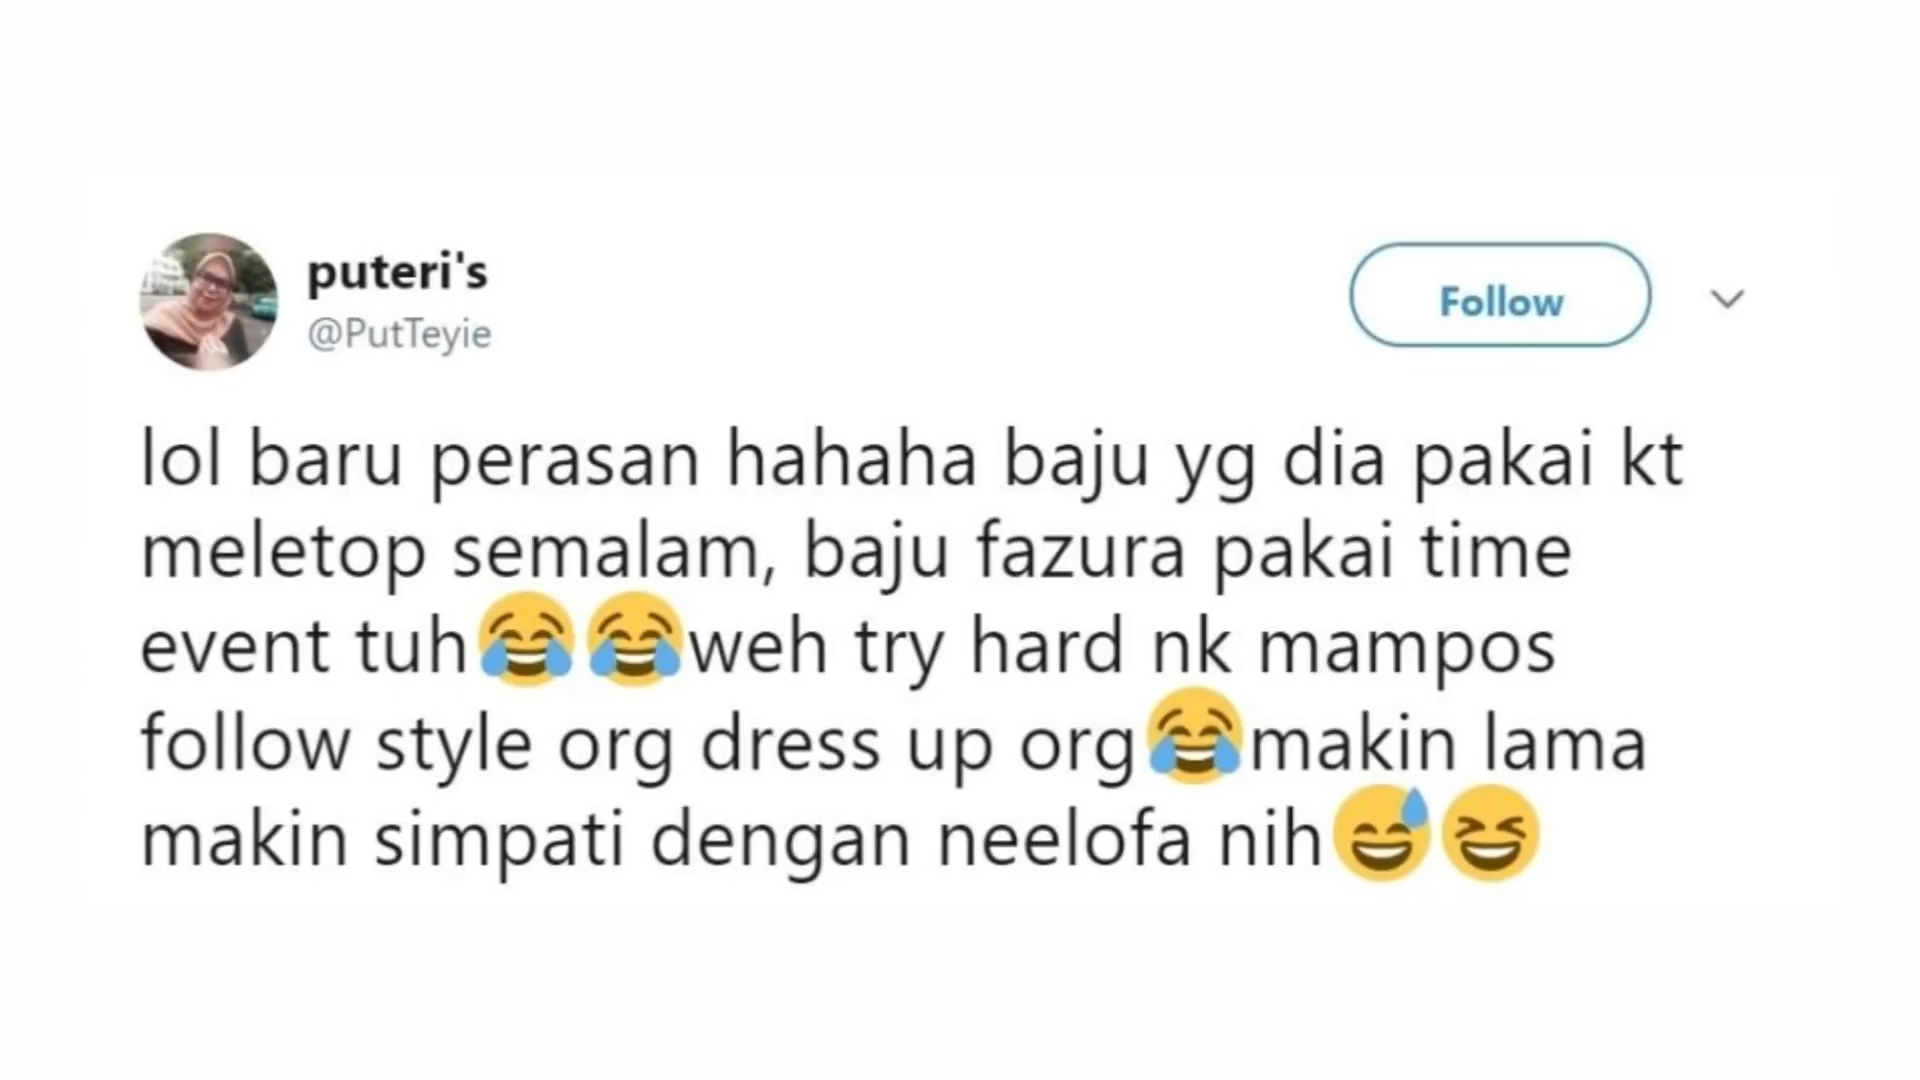 puteri's
@PutTeyie
Follow
lol baru perasan hahaha baju yg dia pakai kt
meletop semalam, baju fazura pakai time
event tuh😂😂weh try hard nk mampos
follow style org dress up org😂makin lama
makin simpati dengan neelofa nih😅😆